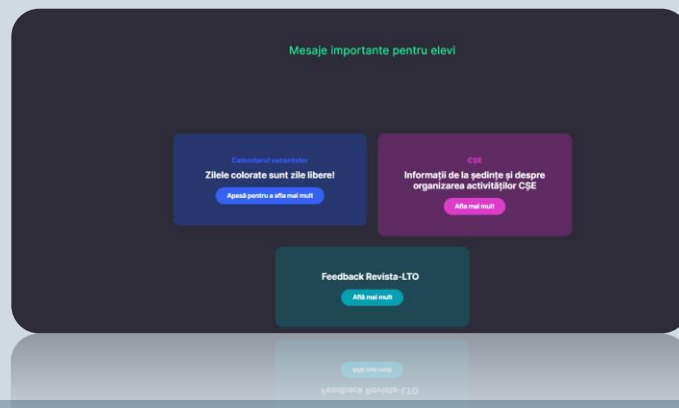 Mesaje importante pentru elevi
Calendarul vacanțelor
Zilele colorate sunt zile libere!
Apasă pentru a afla mai mult
CȘE
Informații de la ședințe și despre
organizarea activităților CȘE
Afla mai mult
Feedback Revista-LTO
Află mai mult